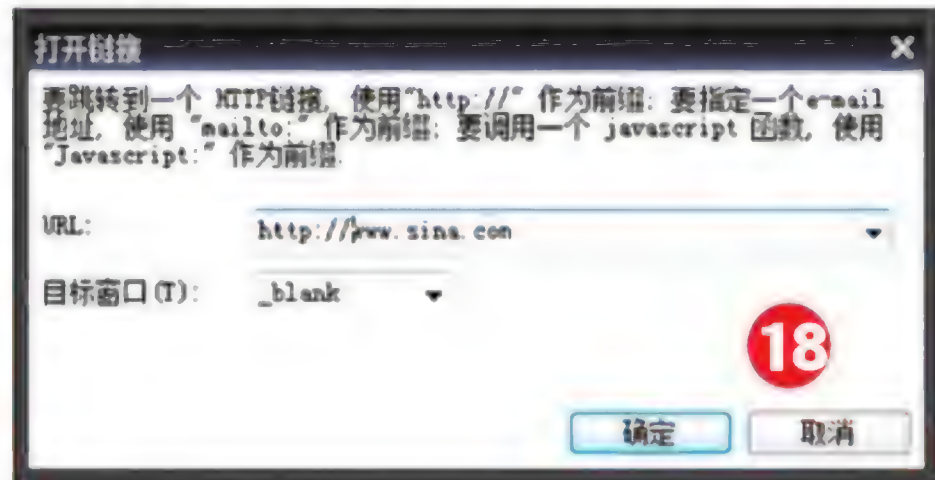 打开链接
要跳转到一个 HTTP链接, 使用"http://" 作为前缀: 要指定一个e-mail
地址, 使用 "mailto:" 作为前缀; 要调用一个 javascript 函数, 使用
"Javascript:" 作为前缀.
URL:
http://www.sina.com
目标窗口(T):
_blank
18
确定
取消